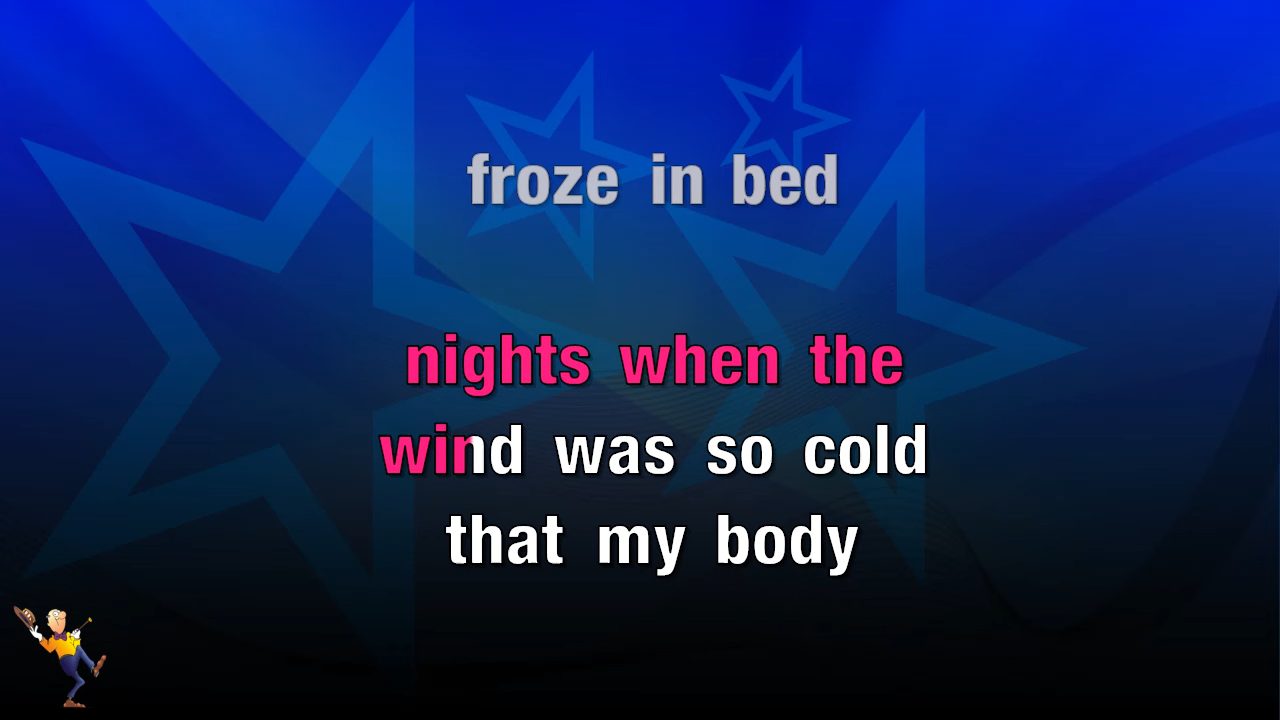 froze in bed
nights when the
wind was so cold
that my body